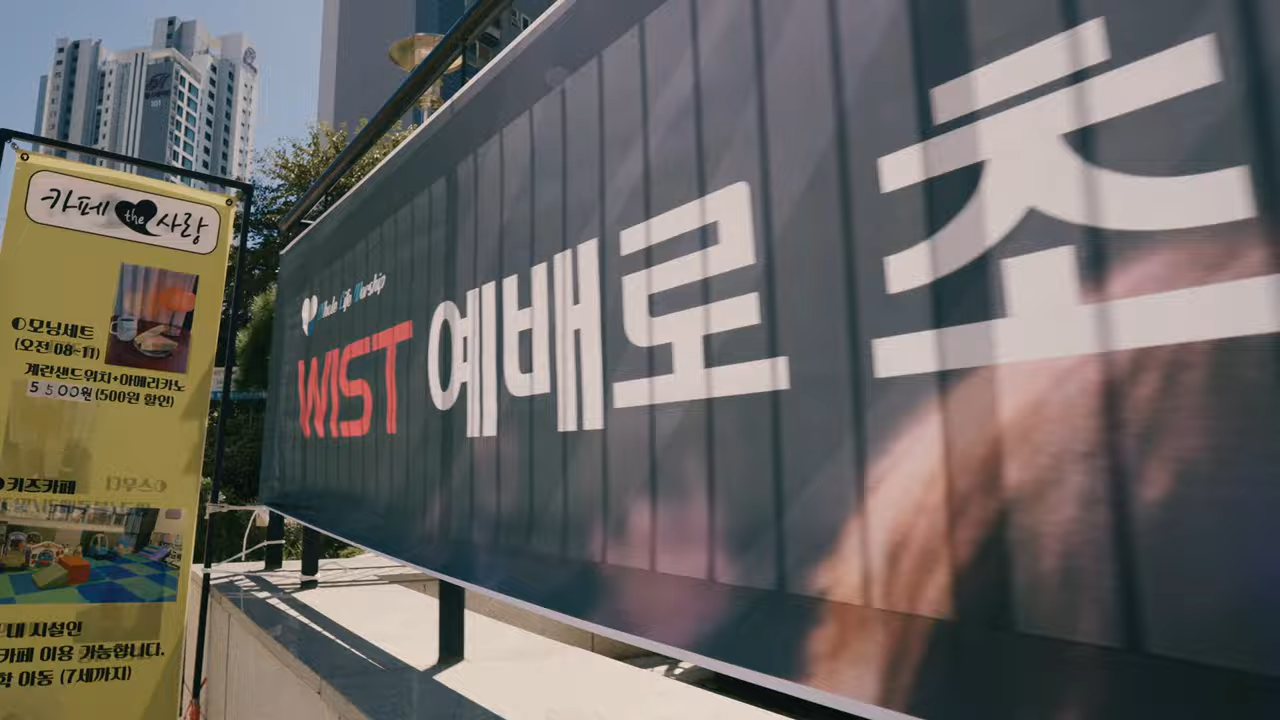 카페 the 사랑
모닝세트
(오전 08~11)
계란샌드위치+아메리카노
5500원 (500원 할인)
키즈카페
내 시설인
카페 이용 가능합니다.
학 아동 (7세까지)
Whole Life Worship
WIST 예배로 초